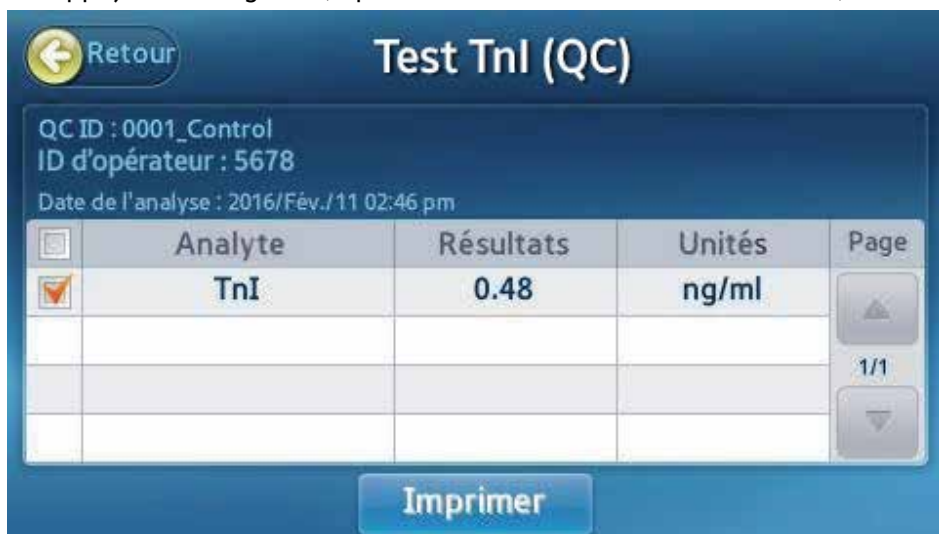 Retour
Test TnI (QC)
QC ID : 0001_Control
ID d'opérateur : 5678
Date de l'analyse : 2016/Fév./11 02:46 pm
Analyte Résultats Unités Page
TnI 0.48 ng/ml
1/1
Imprimer